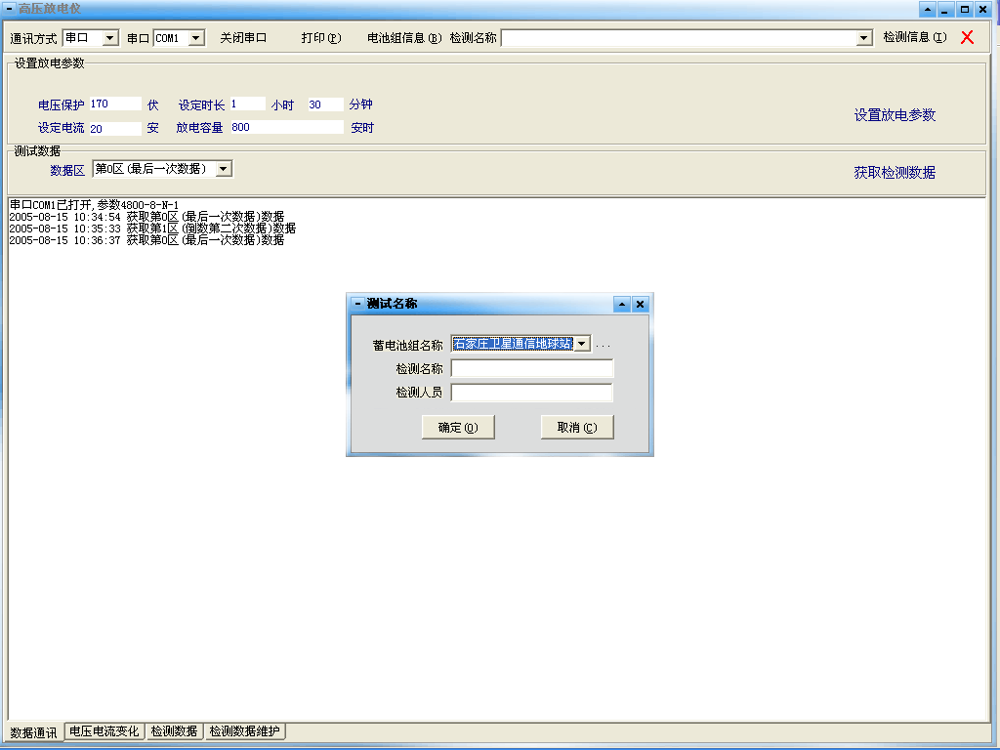 高压放电仪
通讯方式 串口 串口 COM1 关闭串口 打印(P) 电池组信息(B) 检测名称 检测信息(I)
设置放电参数
电压保护 170 伏 设定时长 1 小时 30 分钟
设定电流 20 安 放电容量 800 安时
设置放电参数
测试数据
数据区 第0区(最后一次数据)
获取检测数据
串口COM1已打开,参数4800-8-N-1
2005-08-15 10:34:54 获取第0区(最后一次数据)数据
2005-08-15 10:35:33 获取第1区(倒数第二次数据)数据
2005-08-15 10:36:37 获取第0区(最后一次数据)数据
测试名称
蓄电池组名称 石家庄卫星通信地球站 ...
检测名称
检测人员
确定(O) 取消(C)
数据通讯 电压电流变化 检测数据 检测数据维护